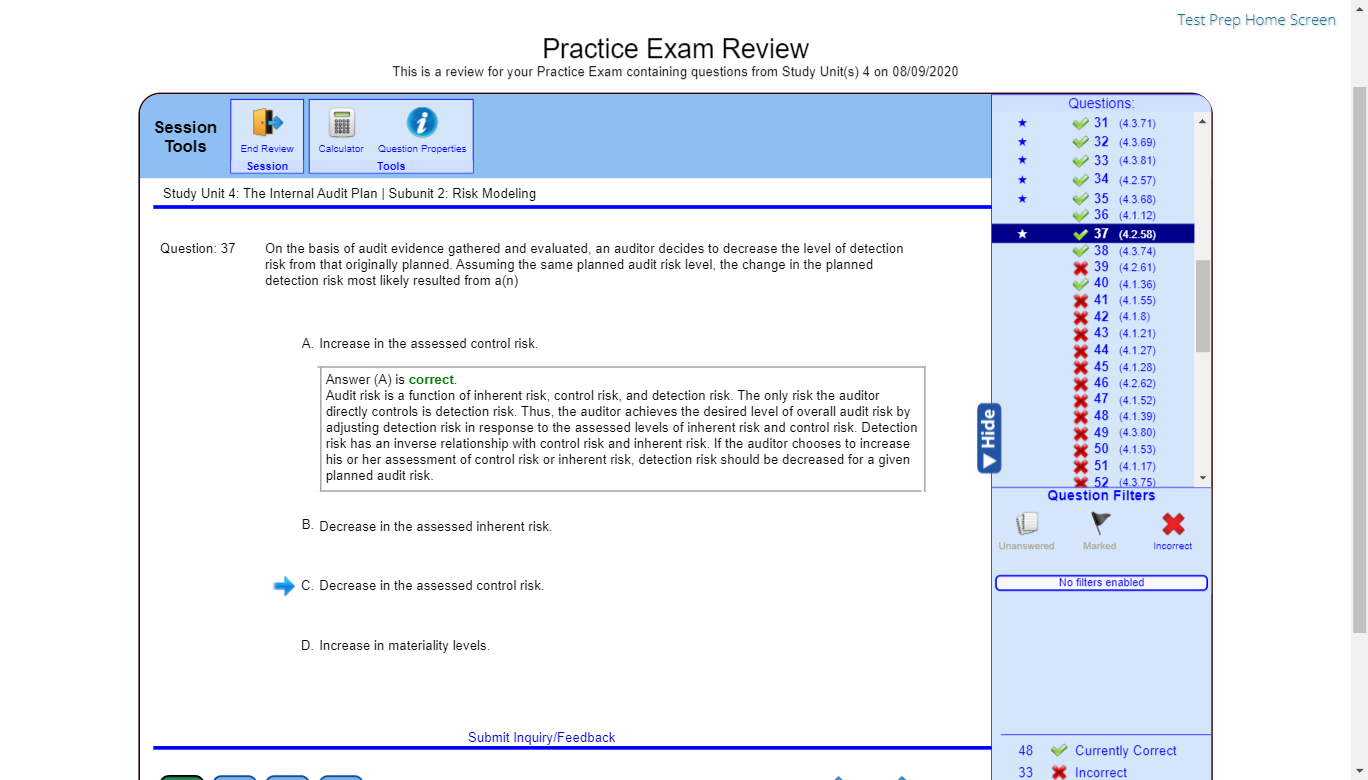 Test Prep Home Screen
Practice Exam Review
This is a review for your Practice Exam containing questions from Study Unit(s) 4 on 08/09/2020
Session
Tools
End Review
Session
Calculator
Question Properties
Tools
Study Unit 4: The Internal Audit Plan | Subunit 2: Risk Modeling
Question: 37
On the basis of audit evidence gathered and evaluated, an auditor decides to decrease the level of detection
risk from that originally planned. Assuming the same planned audit risk level, the change in the planned
detection risk most likely resulted from a(n)
A. Increase in the assessed control risk.
Answer (A) is correct.
Audit risk is a function of inherent risk, control risk, and detection risk. The only risk the auditor
directly controls is detection risk. Thus, the auditor achieves the desired level of overall audit risk by
adjusting detection risk in response to the assessed levels of inherent risk and control risk. Detection
risk has an inverse relationship with control risk and inherent risk. If the auditor chooses to increase
his or her assessment of control risk or inherent risk, detection risk should be decreased for a given
planned audit risk.
B. Decrease in the assessed inherent risk.
C. Decrease in the assessed control risk.
D. Increase in materiality levels.
Submit Inquiry/Feedback
Hide
Questions:
31 (4.3.71)
32 (4.3.69)
33 (4.3.81)
34 (4.2.57)
35 (4.3.68)
36 (4.1.12)
37 (4.2.58)
38 (4.3.74)
39 (4.2.61)
40 (4.1.36)
41 (4.1.55)
42 (4.1.8)
43 (4.1.21)
44 (4.1.27)
45 (4.1.28)
46 (4.2.62)
47 (4.1.52)
48 (4.1.39)
49 (4.3.80)
50 (4.1.53)
51 (4.1.17)
52 (4.3.75)
Question Filters
Unanswered
Marked
Incorrect
No filters enabled
48 Currently Correct
33 Incorrect